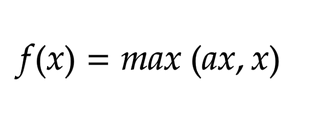 f(x) = max (ax, x)